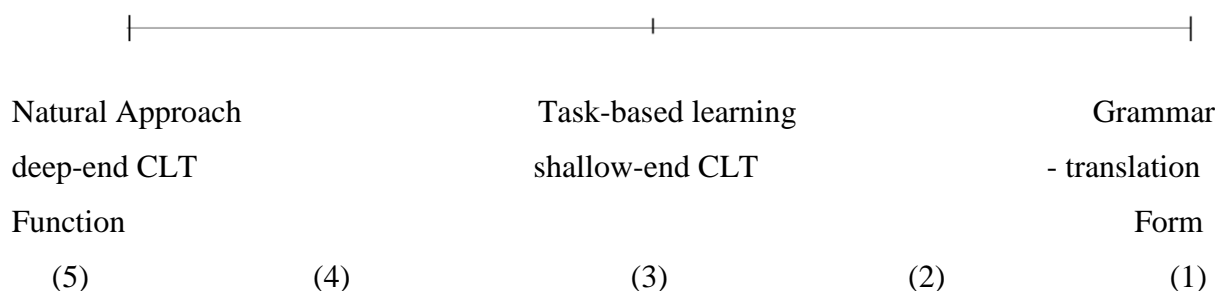 Natural Approach Task-based learning Grammar
deep-end CLT shallow-end CLT - translation
Function Form
(5) (4) (3) (2) (1)